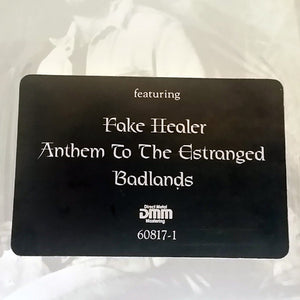 featuring
Fake Healer
Anthem To The Estranged
Badlands
Direct Metal
DMM
Mastering
60817-1